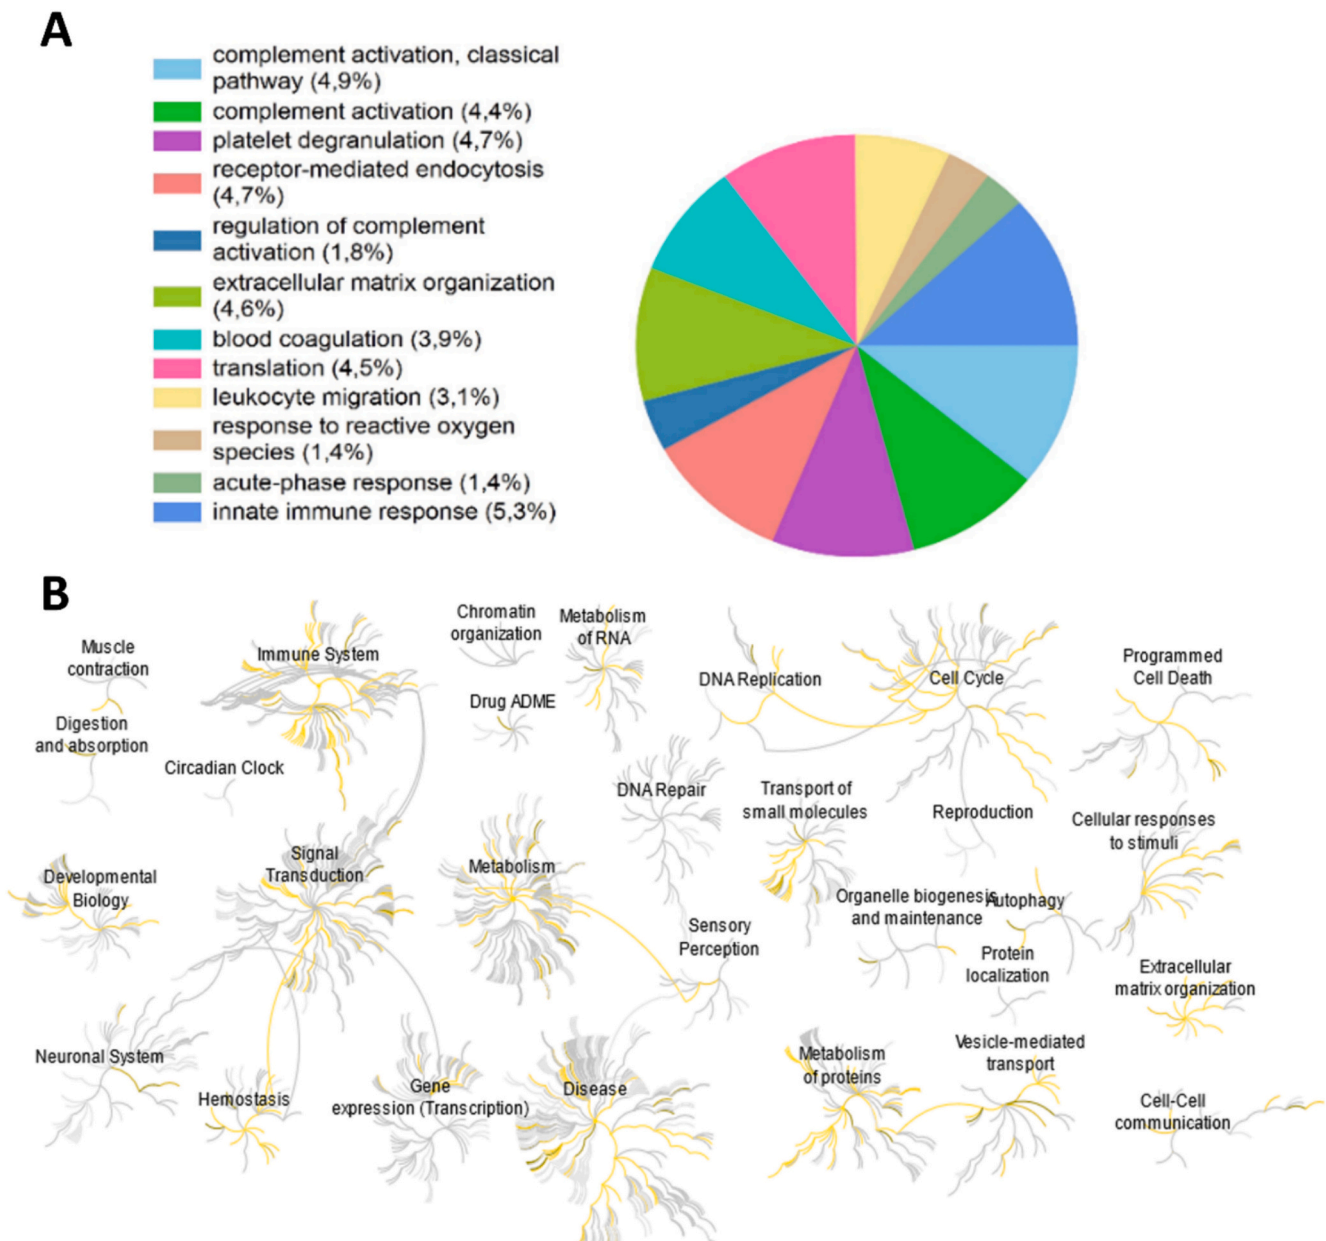 A
complement activation, classical
pathway (4,9%)
complement activation (4,4%)
platelet degranulation (4,7%)
receptor-mediated endocytosis
(4,7%)
regulation of complement
activation (1,8%)
extracellular matrix organization
(4,6%)
blood coagulation (3,9%)
translation (4,5%)
leukocyte migration (3,1%)
response to reactive oxygen
species (1,4%)
acute-phase response (1,4%)
innate immune response (5,3%)
B
Muscle
contraction
Immune System
Chromatin
organization
Metabolism
of RNA
DNA Replication
Cell Cycle
Programmed
Cell Death
Digestion
and absorption
Drug ADME
Circadian Clock
DNA Repair
Transport of
small molecules
Reproduction
Cellular responses
to stimuli
Developmental
Biology
Signal
Transduction
Metabolism
Organelle biogenesis
and maintenance
Autophagy
Sensory
Perception
Protein
localization
Extracellular
matrix organization
Neuronal System
Hemostasis
Gene
expression (Transcription)
Disease
Metabolism
of proteins
Vesicle-mediated
transport
Cell-Cell
communication